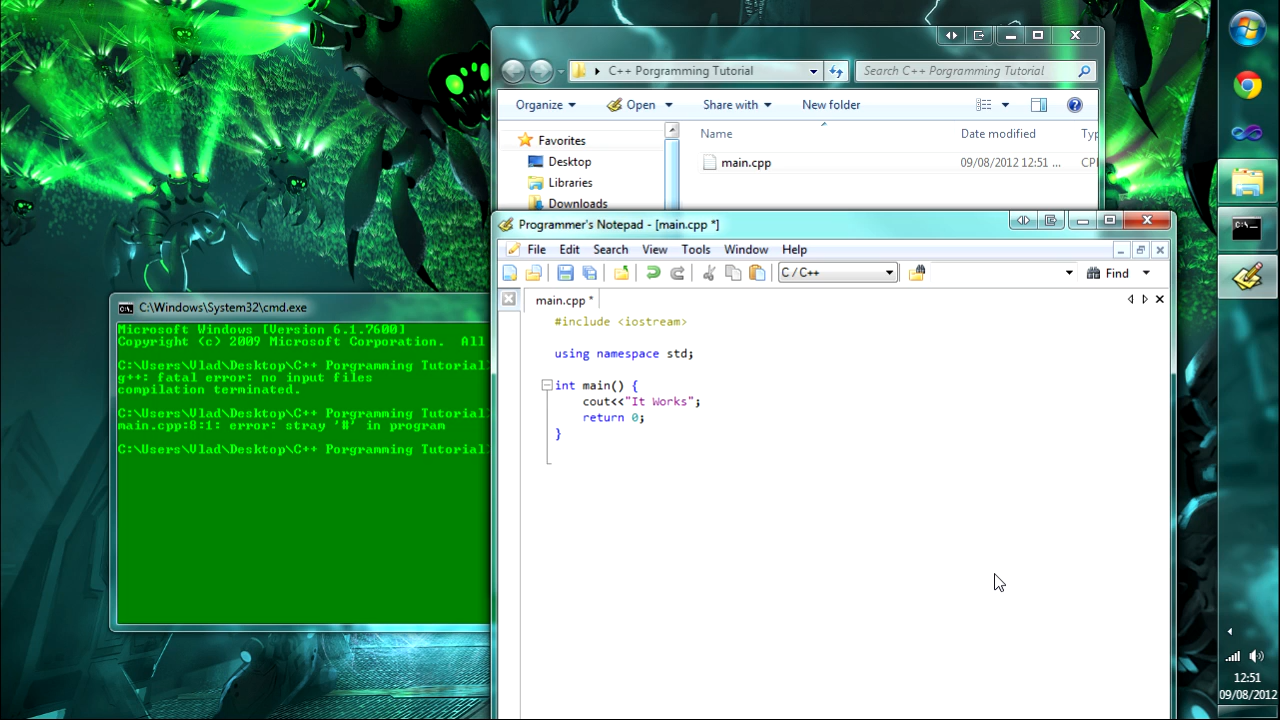 C++ Porgramming Tutorial
Search C++ Porgramming Tutorial
Organize
Open
Share with
New folder
Favorites
Desktop
Libraries
Downloads
Name
Date modified
Typ
main.cpp
09/08/2012 12:51 ...
CPI
Programmer's Notepad - [main.cpp *]
File Edit Search View Tools Window Help
C / C++
Find
main.cpp *
#include <iostream>
using namespace std;
int main() {
cout<<"It Works";
return 0;
}
C:\Windows\System32\cmd.exe
Microsoft Windows [Version 6.1.7600]
Copyright (c) 2009 Microsoft Corporation. All
C:\Users\Vlad\Desktop\C++ Porgramming Tutorial
g++: fatal error: no input files
compilation terminated.
C:\Users\Vlad\Desktop\C++ Porgramming Tutorial
main.cpp:8:1: error: stray '#' in program
C:\Users\Vlad\Desktop\C++ Porgramming Tutorial
12:51
09/08/2012